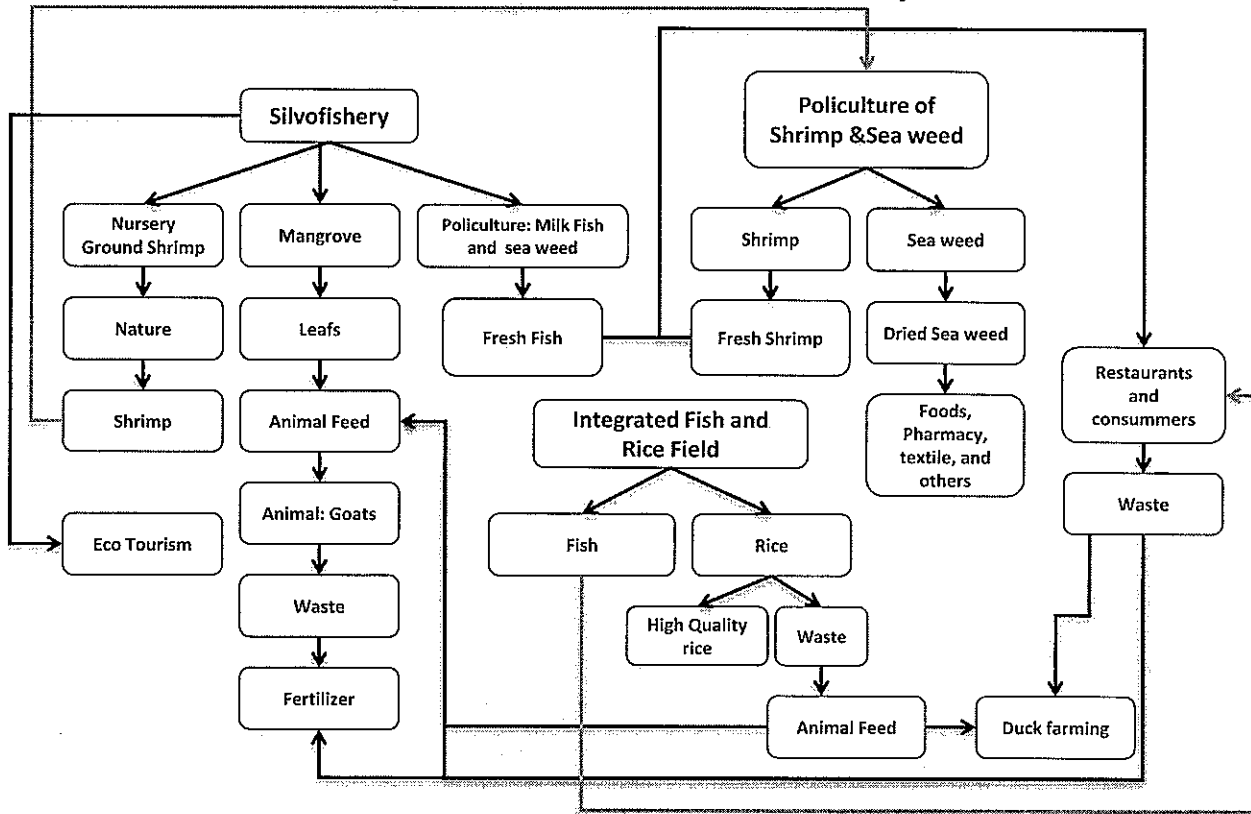 Silvofishery
Policulture of
Shrimp &Sea weed
Nursery
Ground Shrimp
Mangrove
Policulture: Milk Fish
and sea weed
Shrimp
Sea weed
Nature
Leafs
Fresh Fish
Fresh Shrimp
Dried Sea weed
Restaurants
and
consummers
Shrimp
Animal Feed
Integrated Fish and
Rice Field
Foods,
Pharmacy,
textile, and
others
Animal: Goats
Waste
Eco Tourism
Fish
Rice
Waste
High Quality
rice
Waste
Fertilizer
Animal Feed
Duck farming